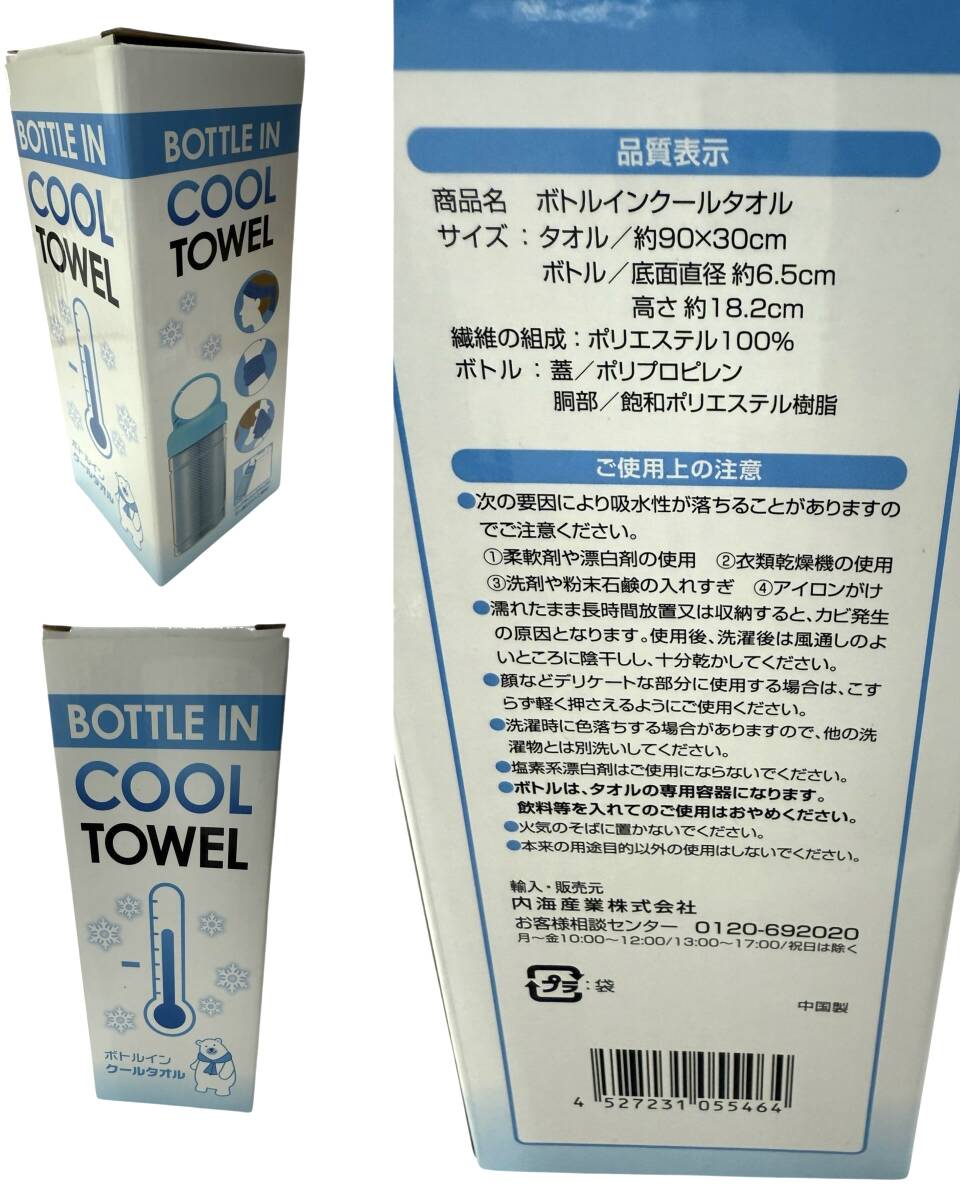 BOTTLE IN
COOL
TOWEL
ボトルイン
クールタオル
BOTTLE IN
COOL
TOWEL
BOTTLE IN
COOL
TOWEL
ボトルイン
クールタオル
品質表示
商品名 ボトルインクールタオル
サイズ：タオル／約90×30cm
ボトル／底面直径 約6.5cm
高さ 約18.2cm
繊維の組成：ポリエステル100%
ボトル：蓋／ポリプロピレン
胴部／飽和ポリエステル樹脂
ご使用上の注意
●次の要因により吸水性が落ちることがありますの
でご注意ください。
①柔軟剤や漂白剤の使用 ②衣類乾燥機の使用
③洗剤や粉末石鹸の入れすぎ ④アイロンがけ
●濡れたまま長時間放置又は収納すると、カビ発生
の原因となります。使用後、洗濯後は風通しのよ
いところに陰干しし、十分乾かしてください。
●顔などデリケートな部分に使用する場合は、こす
らず軽く押さえるようにご使用ください。
●洗濯時に色落ちする場合がありますので、他の洗
濯物とは別洗いしてください。
●塩素系漂白剤はご使用にならないでください。
●ボトルは、タオルの専用容器になります。
飲料等を入れてのご使用はおやめください。
●火気のそばに置かないでください。
●本来の用途目的以外の使用はしないでください。
輸入・販売元
内海産業株式会社
お客様相談センター 0120-692020
月～金10:00～12:00/13:00～17:00/祝日は除く
プラ：袋
中国製
4 527231 055464